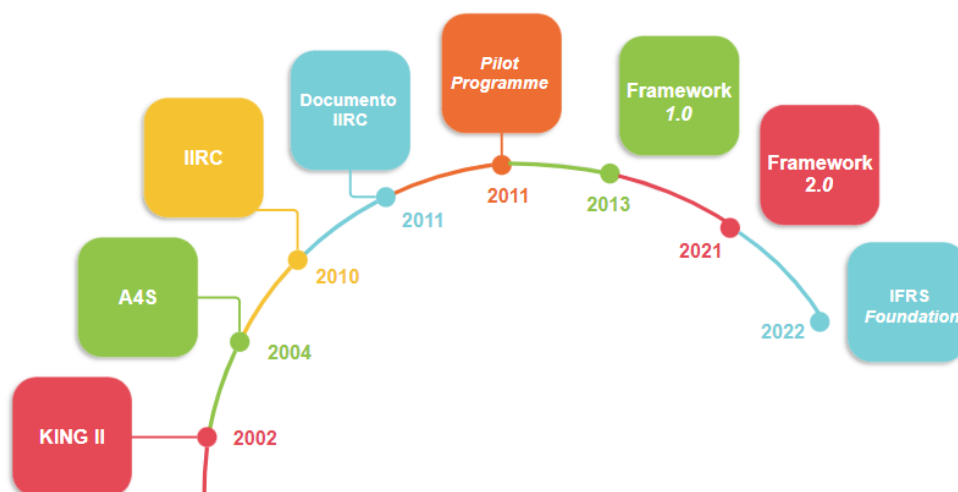 KING II
2002
A4S
2004
IIRC
2010
Documento
IIRC
2011
Pilot
Programme
2011
Framework
1.0
2013
Framework
2.0
2021
IFRS
Foundation
2022